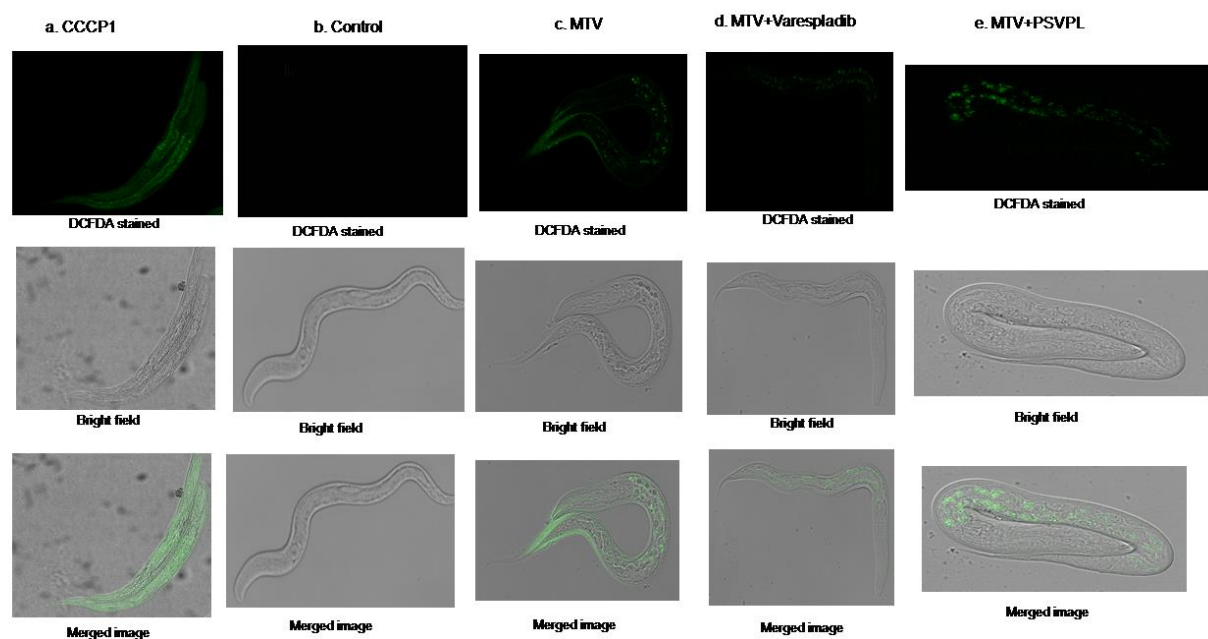 a. CCCP1
b. Control
c. MTV
d. MTV+Varespladib
e. MTV+PSVPL
DCFDA stained
DCFDA stained
DCFDA stained
DCFDA stained
DCFDA stained
Bright field
Bright field
Bright field
Bright field
Bright field
Merged image
Merged image
Merged image
Merged image
Merged image